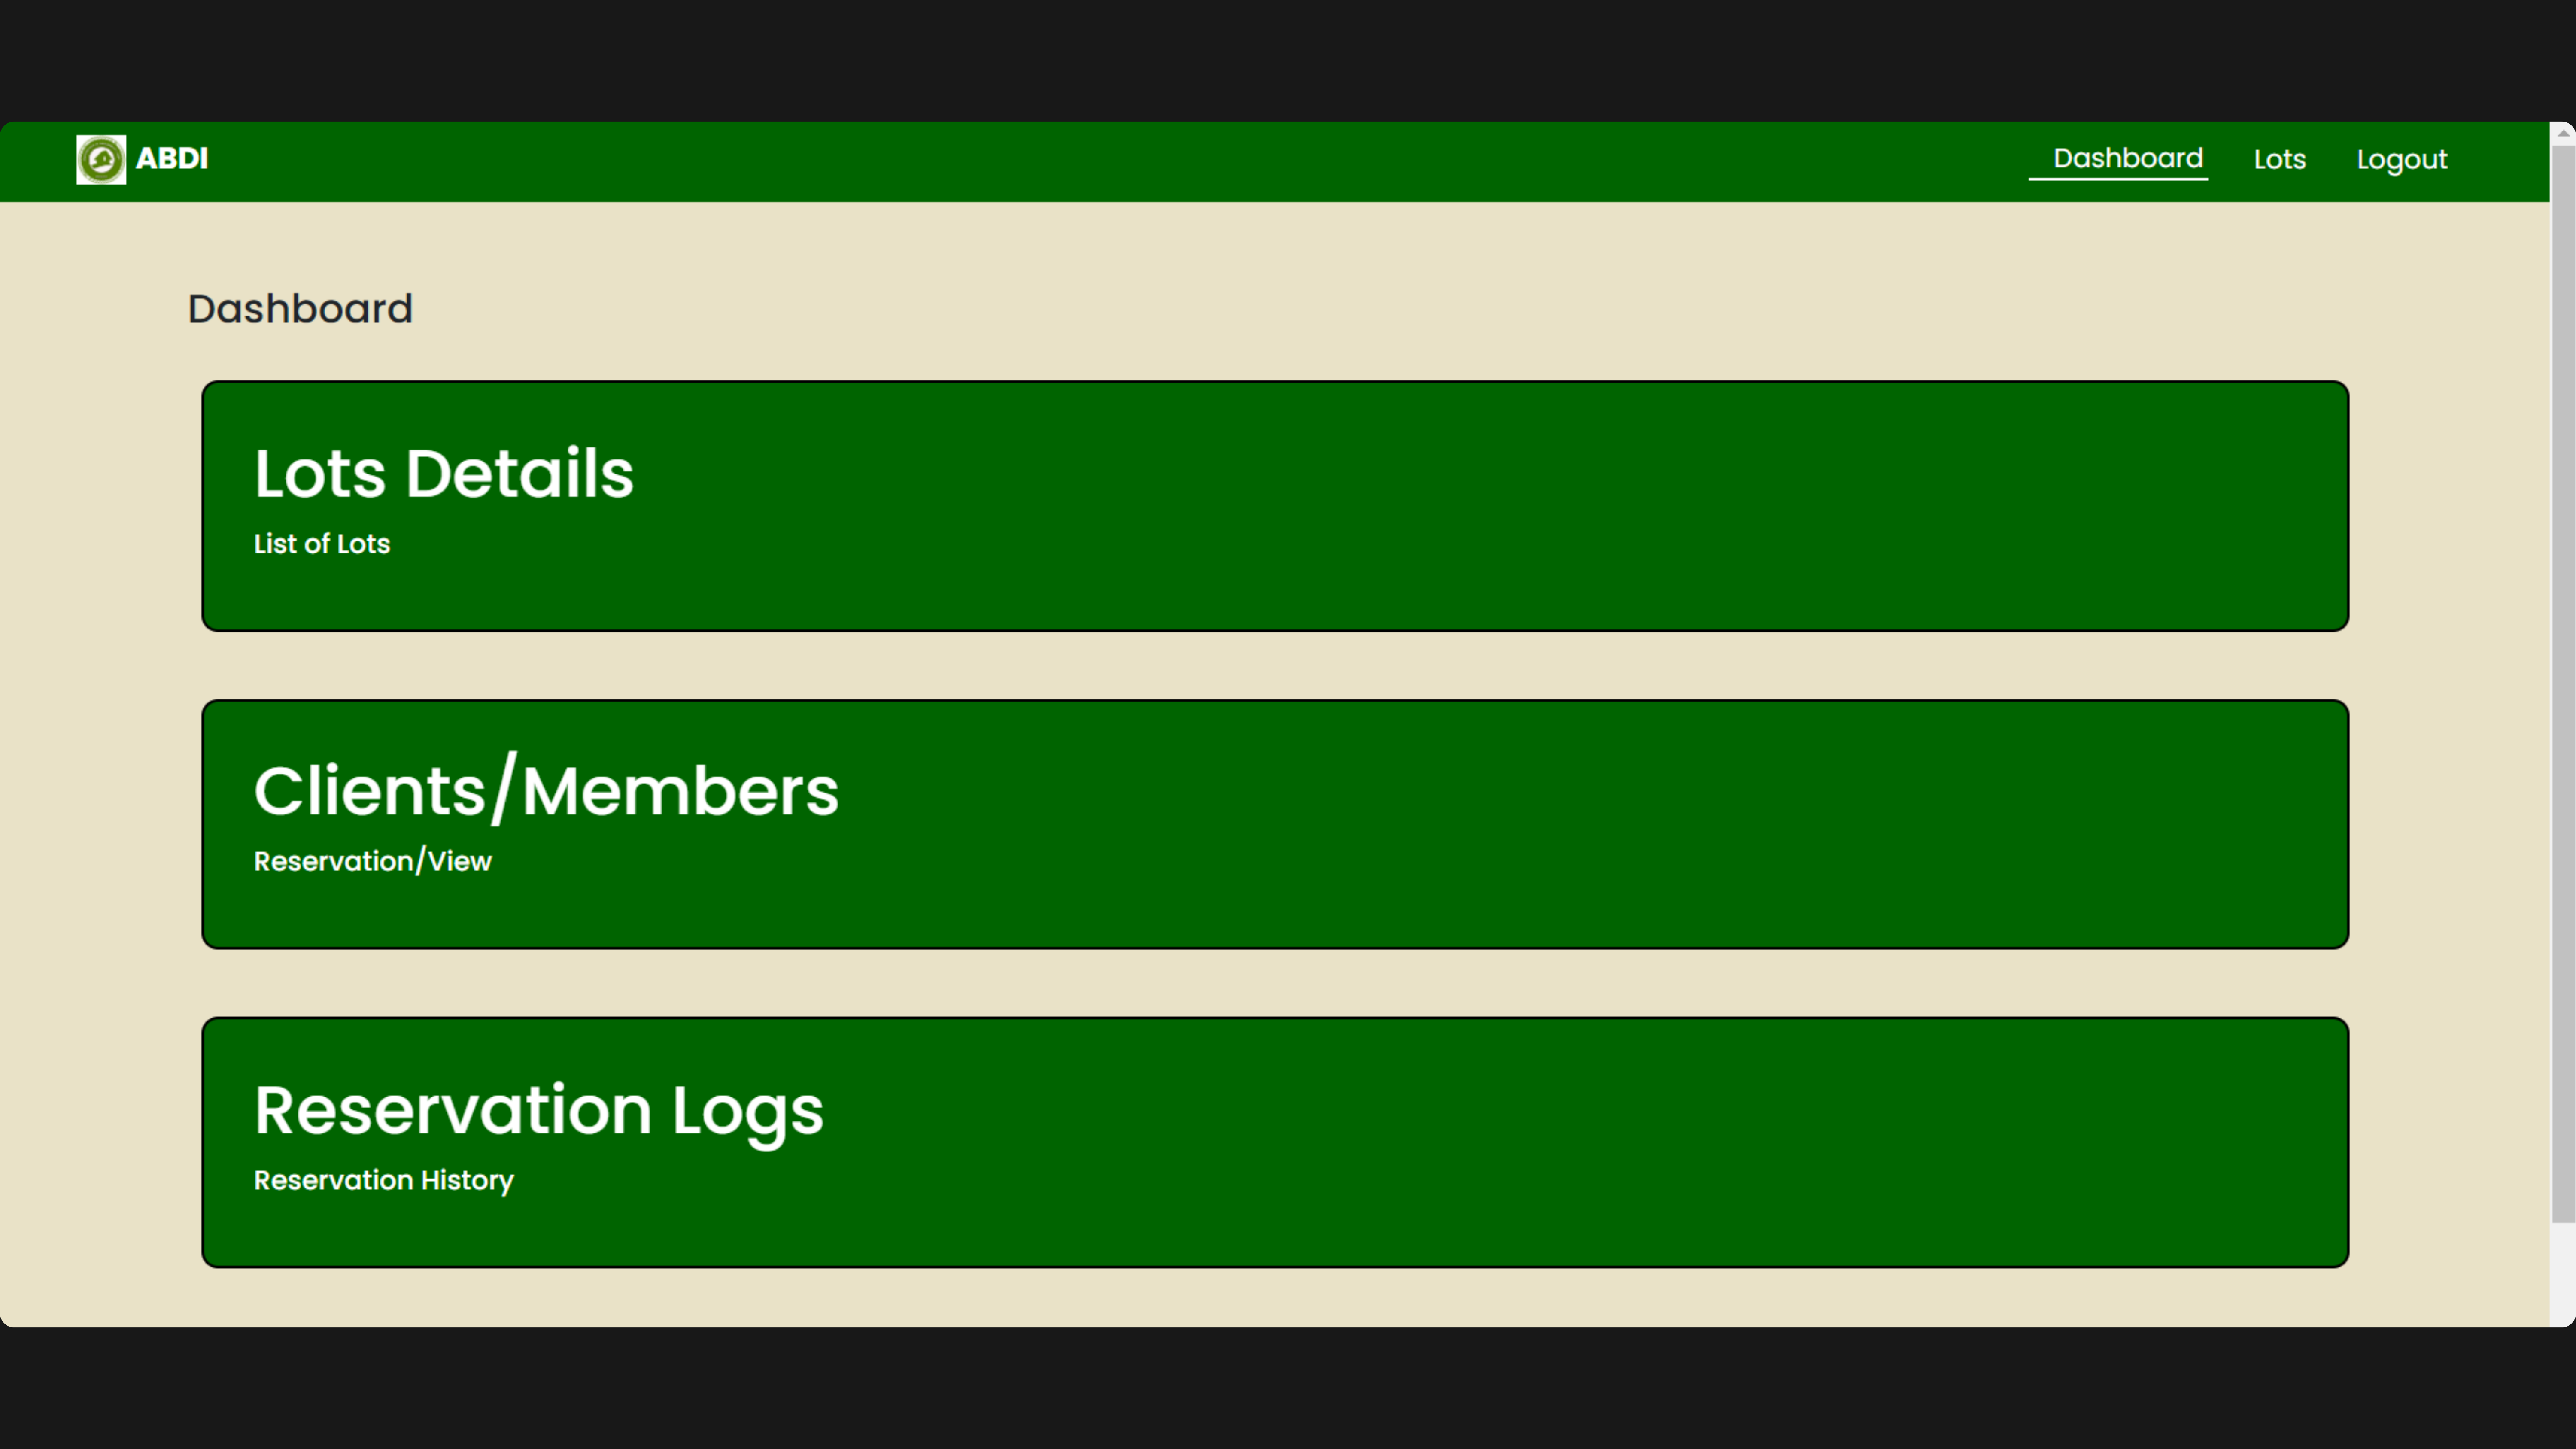 ABDI
Dashboard Lots Logout
Dashboard
Lots Details
List of Lots
Clients/Members
Reservation/View
Reservation Logs
Reservation History